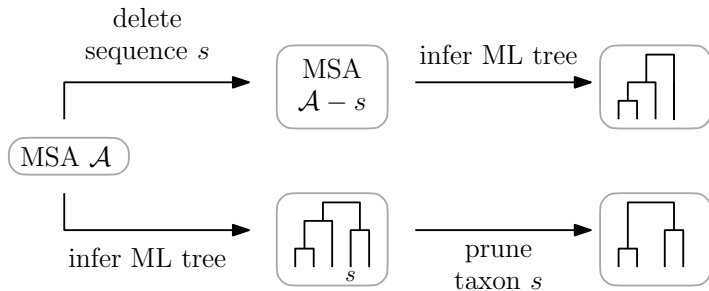 delete
sequence s
MSA
𝒜 − s
infer ML tree
MSA 𝒜
infer ML tree
s
prune
taxon s